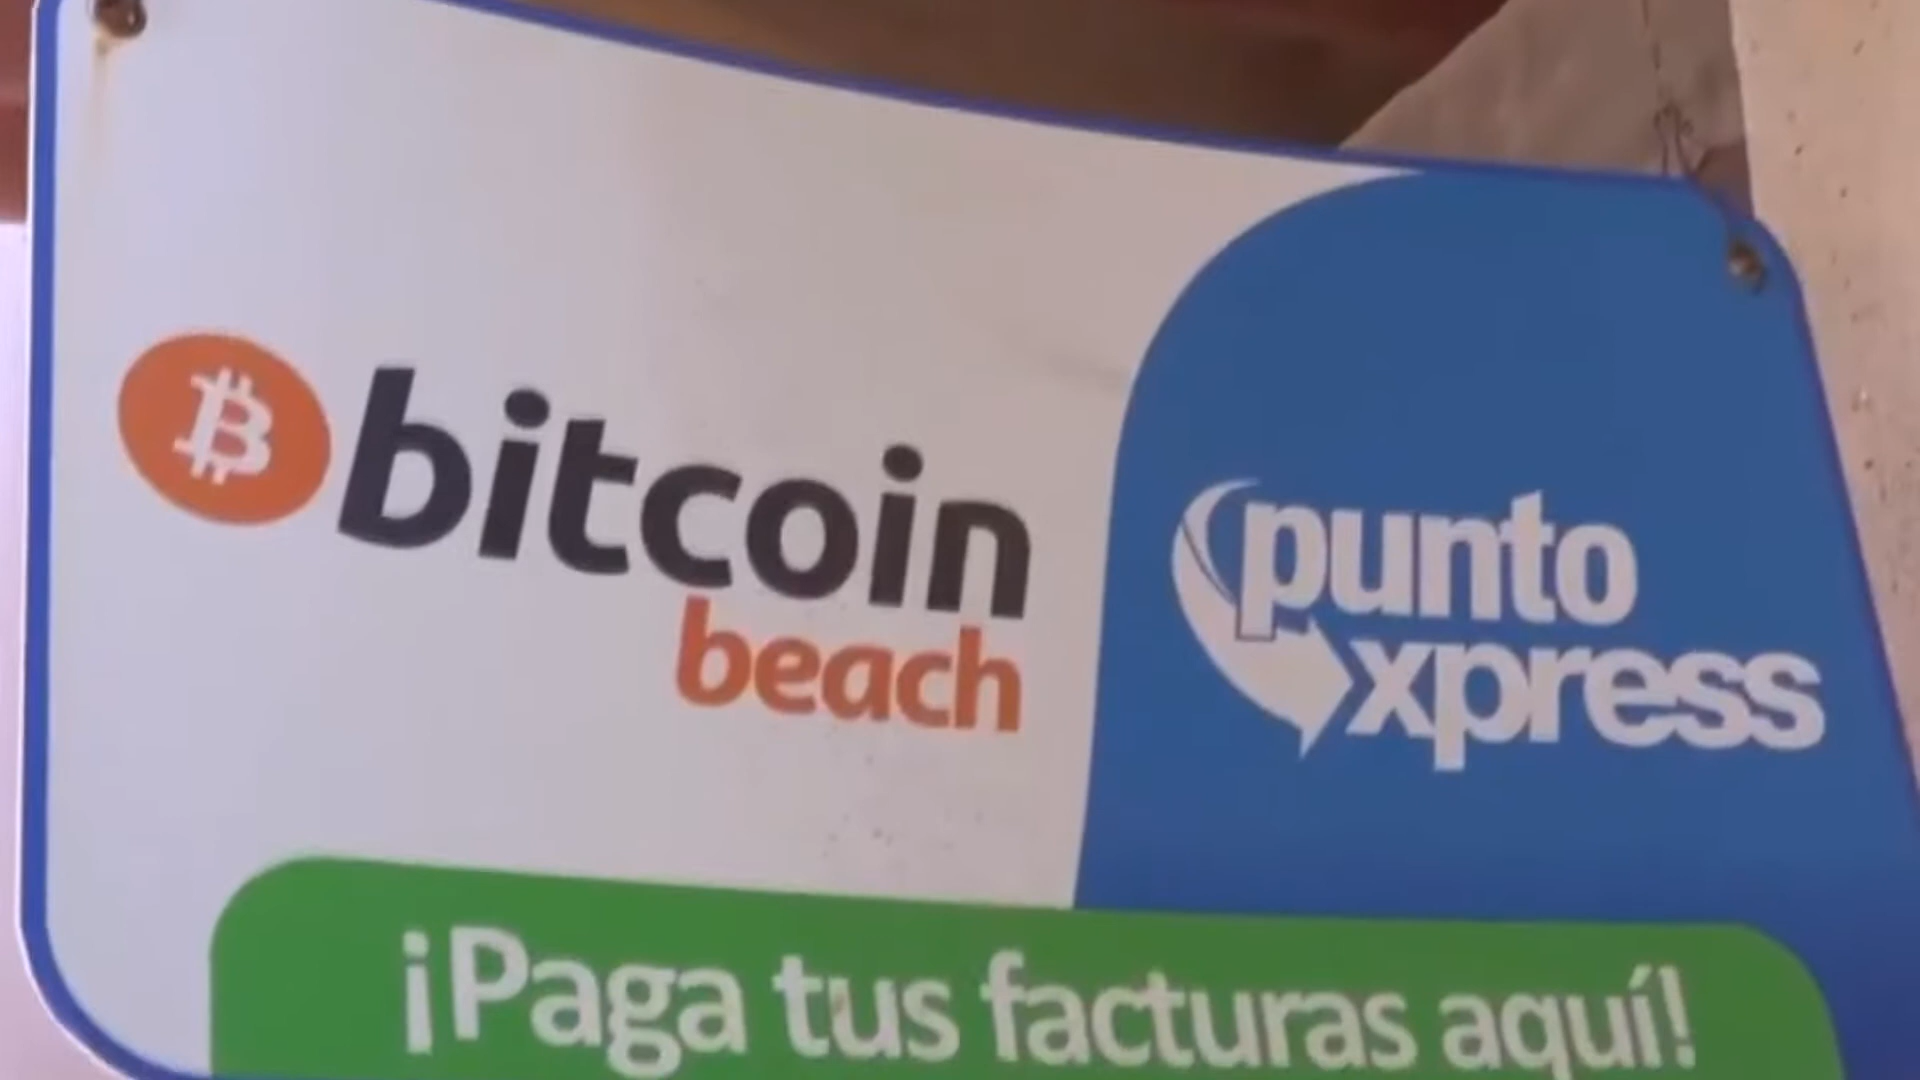 bitcoin
beach
punto
xpress
¡Paga tus facturas aquí!